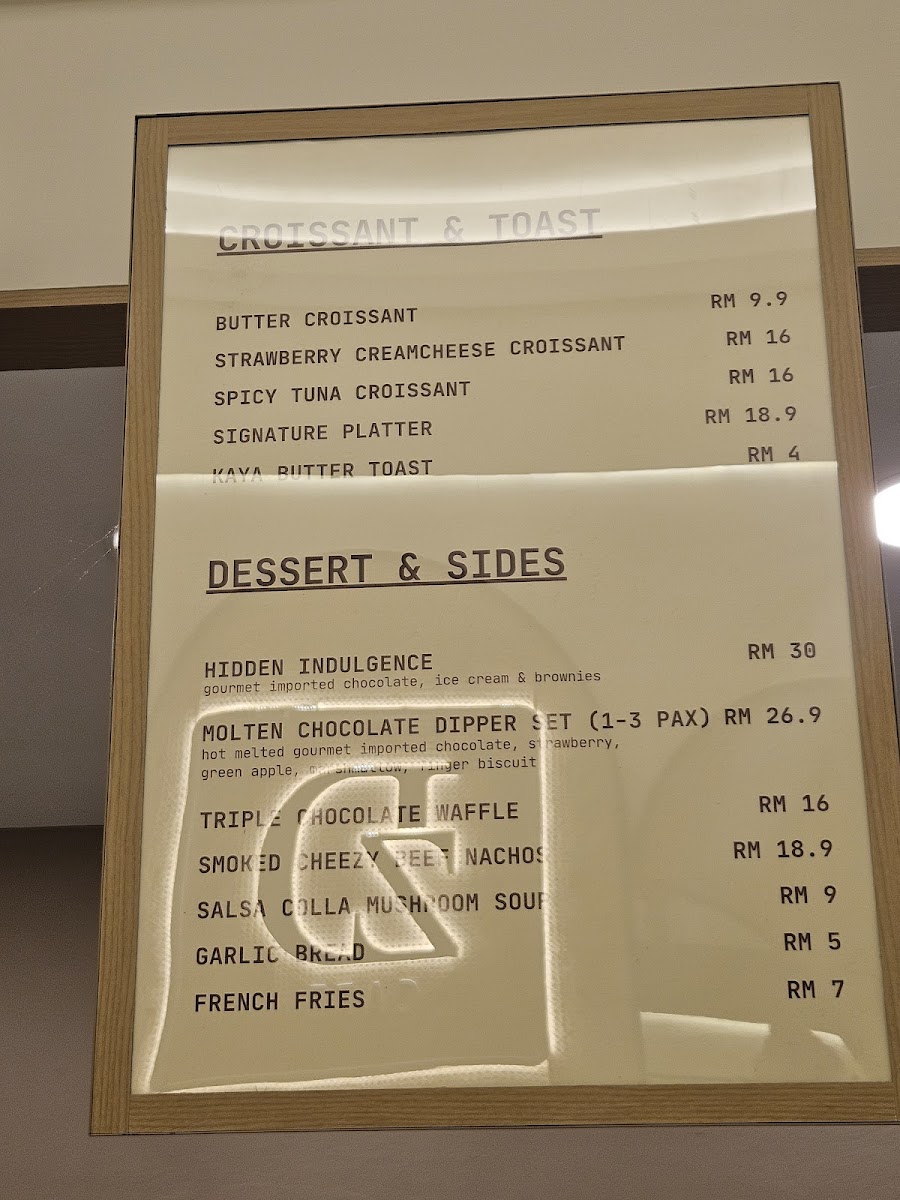 CROISSANT & TOAST
BUTTER CROISSANT RM 9.9
STRAWBERRY CREAMCHEESE CROISSANT RM 16
SPICY TUNA CROISSANT RM 16
SIGNATURE PLATTER RM 18.9
KAYA BUTTER TOAST RM 4
DESSERT & SIDES
HIDDEN INDULGENCE RM 30
gourmet imported chocolate, ice cream & brownies
MOLTEN CHOCOLATE DIPPER SET (1-3 PAX) RM 26.9
hot melted gourmet imported chocolate, strawberry,
green apple, marshmallow, finger biscuit
TRIPLE CHOCOLATE WAFFLE RM 16
SMOKED CHEEZY BEEF NACHOS RM 18.9
SALSA COLLA MUSHROOM SOUP RM 9
GARLIC BREAD RM 5
FRENCH FRIES RM 7